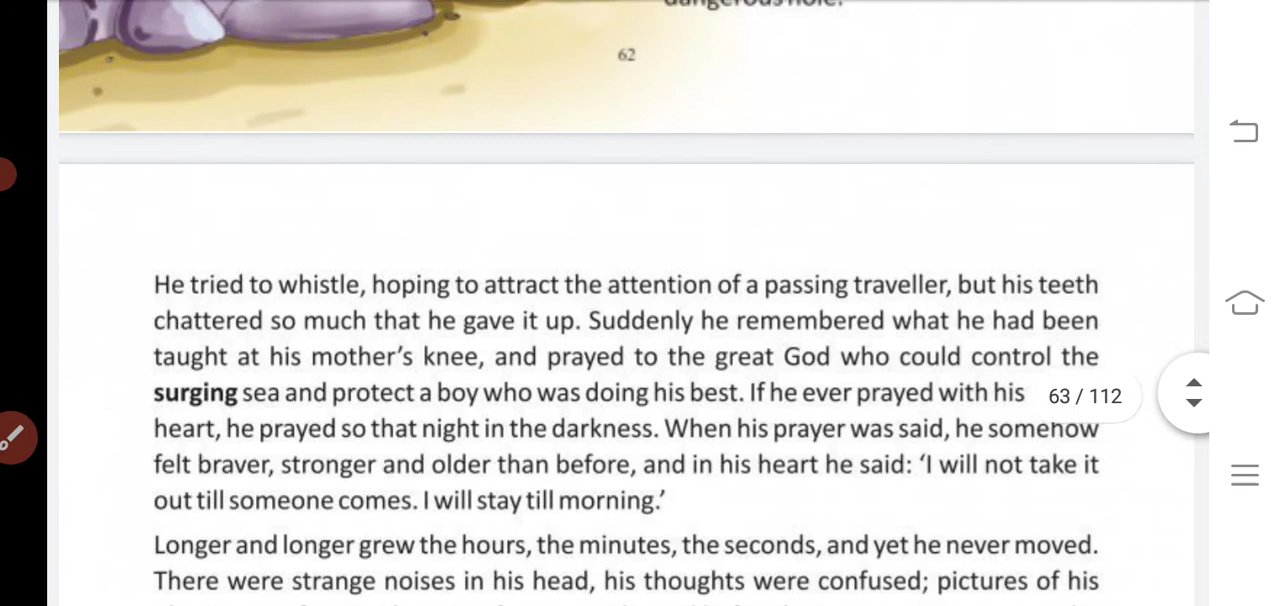 dangerous hole.
62
He tried to whistle, hoping to attract the attention of a passing traveller, but his teeth
chattered so much that he gave it up. Suddenly he remembered what he had been
taught at his mother's knee, and prayed to the great God who could control the
surging sea and protect a boy who was doing his best. If he ever prayed with his
63 / 112
heart, he prayed so that night in the darkness. When his prayer was said, he somehow
felt braver, stronger and older than before, and in his heart he said: 'I will not take it
out till someone comes. I will stay till morning.'
Longer and longer grew the hours, the minutes, the seconds, and yet he never moved.
There were strange noises in his head, his thoughts were confused; pictures of his